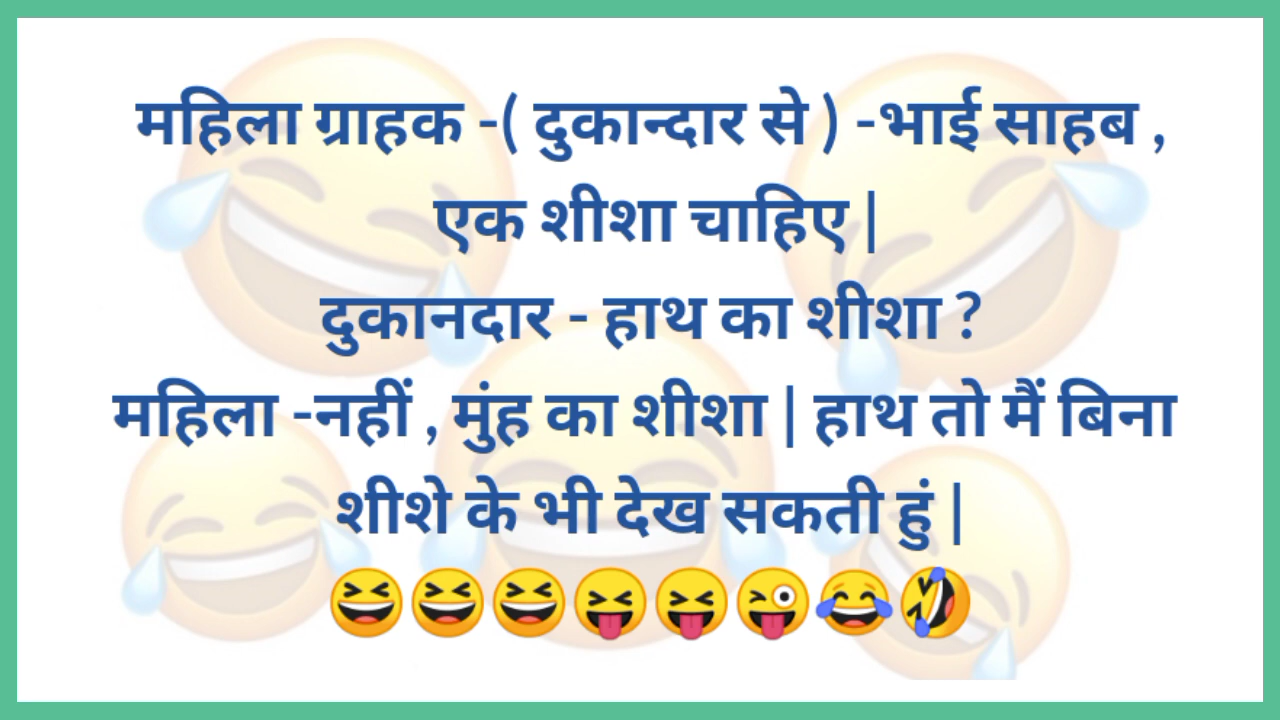 महिला ग्राहक -( दुकान्दार से ) -भाई साहब ,
एक शीशा चाहिए |
दुकानदार - हाथ का शीशा ?
महिला -नहीं , मुंह का शीशा | हाथ तो मैं बिना
शीशे के भी देख सकती हुं |
😆😆😆😝😝😜😂🤣